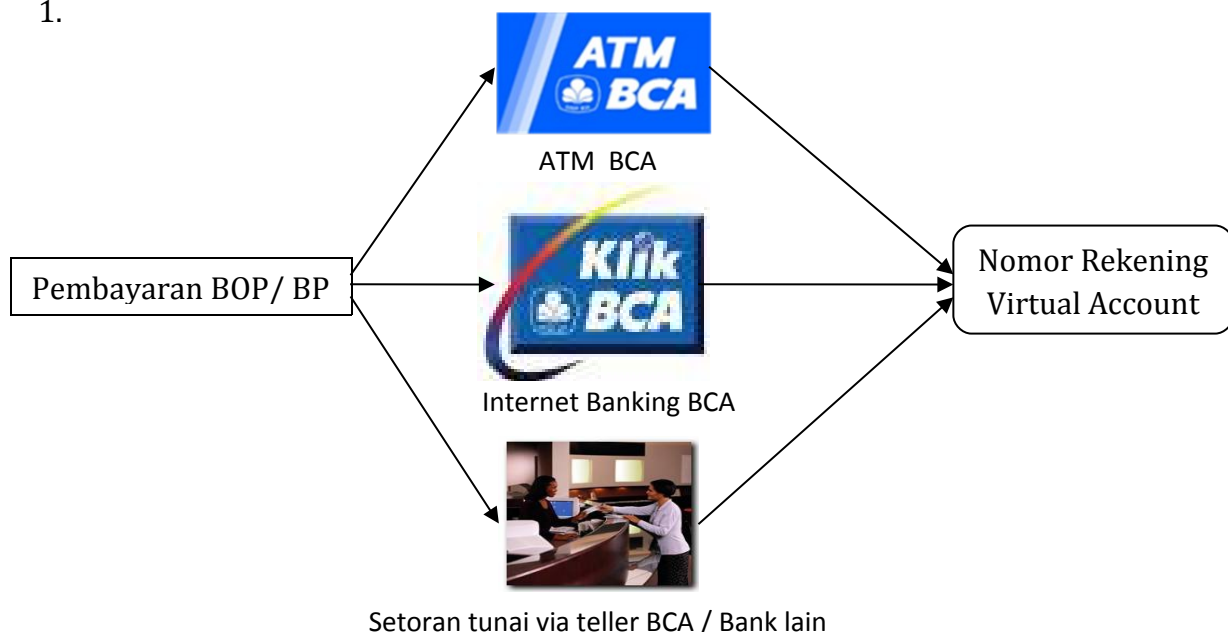 1.
ATM
BCA
ATM BCA
Klik
BCA
Pembayaran BOP/ BP
Nomor Rekening
Virtual Account
Internet Banking BCA
Setoran tunai via teller BCA / Bank lain